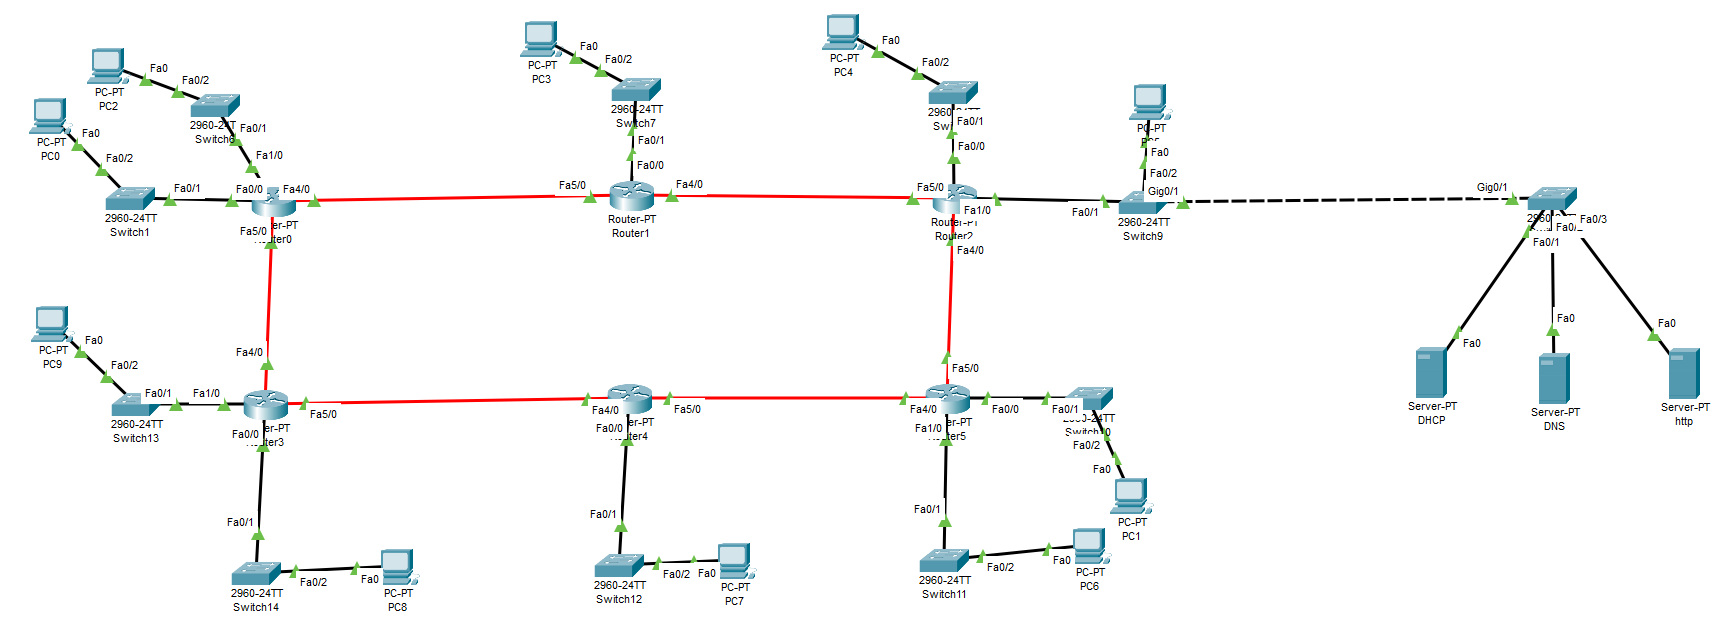 Fa0
Fa0/2
PC-PT
PC2
Fa0
Fa0/2
PC-PT
PC0
Fa0/1
Fa1/0
Fa0/1
Fa0/0
Fa4/0
2960-24TT
Switch1
Fa5/0
Fa0
Fa0/2
PC-PT
PC3
2960-24TT
Switch7
Fa0/1
Fa0/0
Fa5/0
Fa4/0
Router-PT
Router1
Fa0
Fa0/2
PC-PT
PC4
Fa0/1
Fa0/0
Fa5/0
Fa1/0
Router2
Fa4/0
Fa0
Fa0/2
Gig0/1
Fa0/1
2960-24TT
Switch9
Gig0/1
Fa0/3
Fa0/1
Fa0
Fa0
Fa0
Server-PT
DHCP
Server-PT
DNS
Server-PT
http
Fa0
PC-PT
PC9
Fa0/2
Fa0/1
Fa1/0
2960-24TT
Switch13
Fa4/0
Fa5/0
Fa0/0
Fa0/1
2960-24TT
Switch14
Fa0/2
Fa0
PC-PT
PC8
Fa4/0
Fa5/0
Fa0/0
Fa0/1
2960-24TT
Switch12
Fa0/2
Fa0
PC-PT
PC7
Fa5/0
Fa4/0
Fa0/0
Fa0/1
Fa1/0
Fa0/2
Fa0
PC-PT
PC1
Fa0/1
2960-24TT
Switch11
Fa0/2
Fa0
PC-PT
PC6